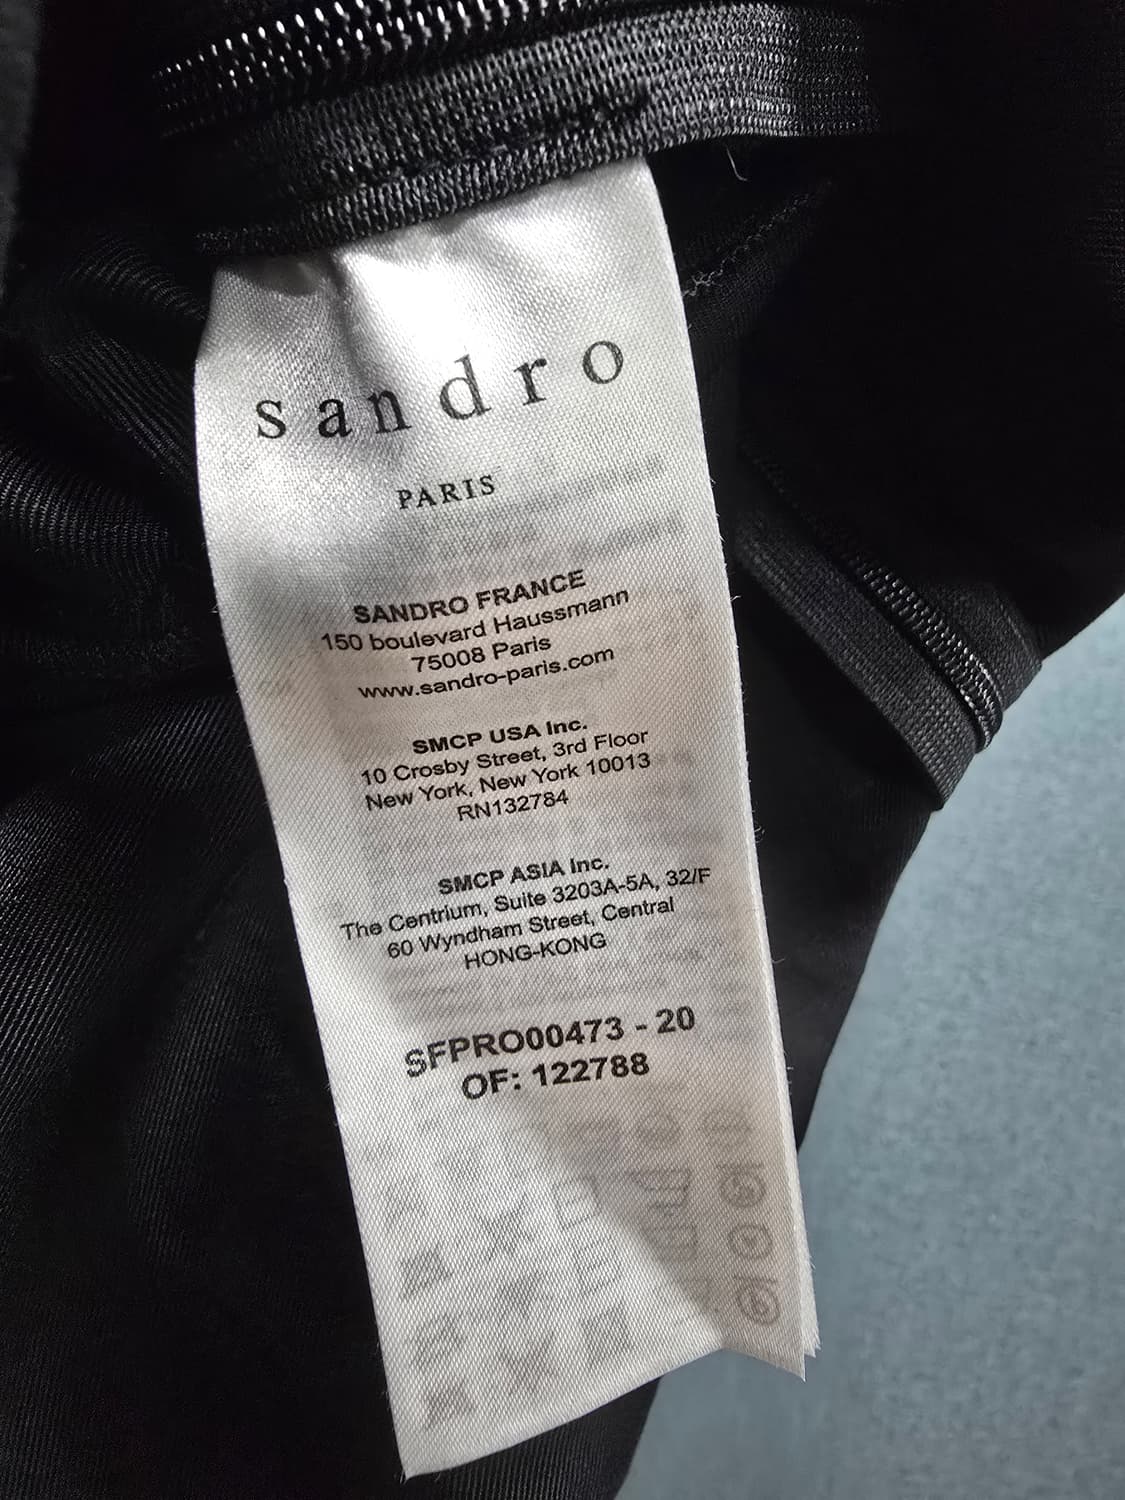 sandro
PARIS
SANDRO FRANCE
150 boulevard Haussmann
75008 Paris
www.sandro-paris.com
SMCP USA Inc.
10 Crosby Street, 3rd Floor
New York, New York 10013
RN132784
SMCP ASIA Inc.
The Centrium, Suite 3203A-5A, 32/F
60 Wyndham Street, Central
HONG-KONG
SFPRO00473 - 20
OF: 122788